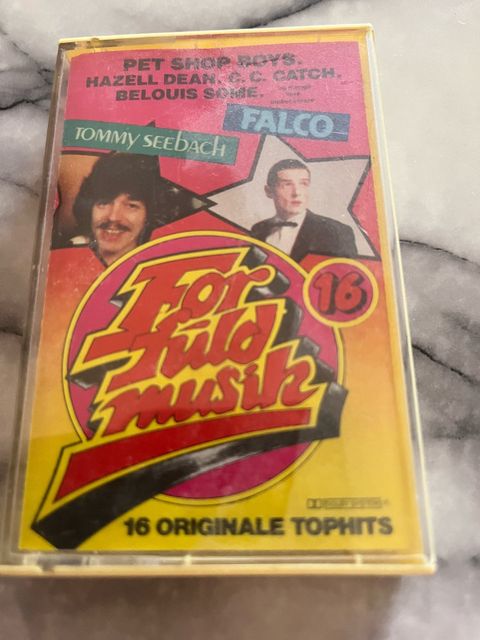 PET SHOP BOYS.
HAZELL DEAN. C. C. CATCH.
BELOUIS SOME.
TOMMY SEEBACH
FALCO
For
fuld
musik
16
16 ORIGINALE TOPHITS